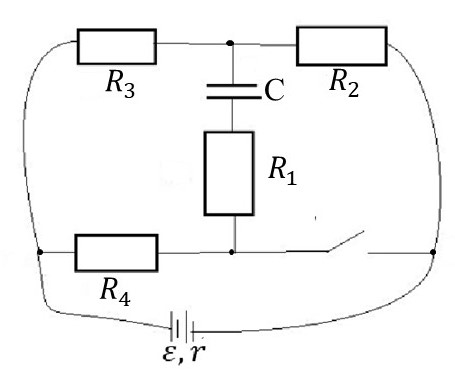 R₃
R₂
C
R₁
R₄
ε, r